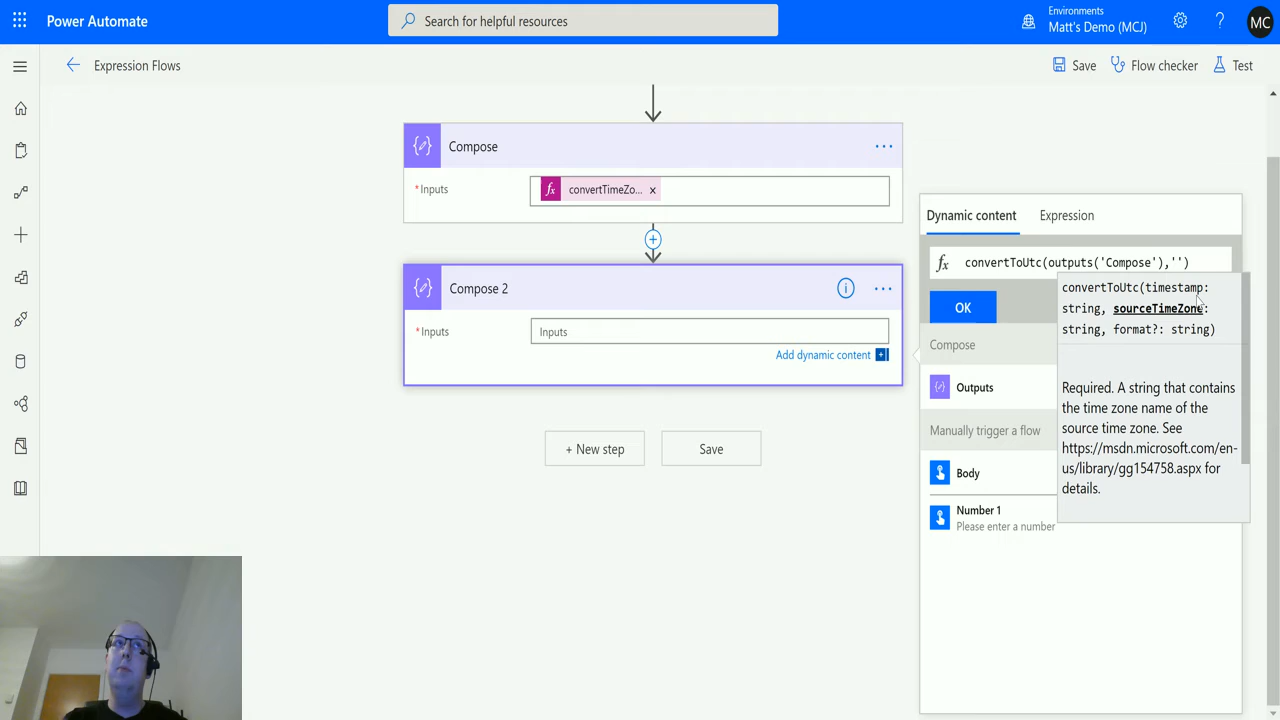 Power Automate
Search for helpful resources
Environments
Matt's Demo (MCJ)
?
MC
Expression Flows
Save
Flow checker
Test
Compose
...
* Inputs
fx convertTimeZo... x
Compose 2
...
* Inputs
Inputs
Add dynamic content
+ New step
Save
Dynamic content
Expression
fx convertToUtc(outputs('Compose'),'')
OK
convertToUtc(timestamp:
string, sourceTimeZone:
string, format?: string)
Required. A string that contains
the time zone name of the
source time zone. See
https://msdn.microsoft.com/en-
us/library/gg154758.aspx for
details.
Compose
Outputs
Manually trigger a flow
Body
Number 1
Please enter a number